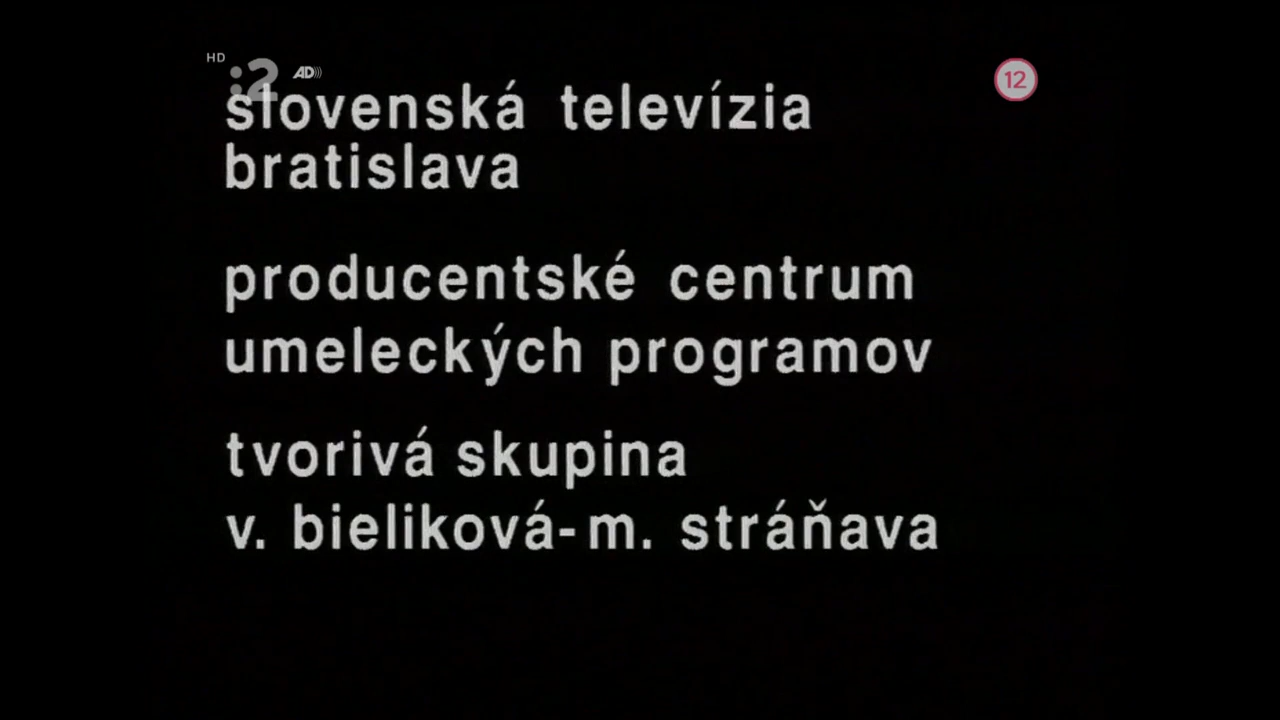 HD :2 AD 12
slovenská televízia
bratislava
producentské centrum
umeleckých programov
tvorivá skupina
v. bieliková-m. stráňava